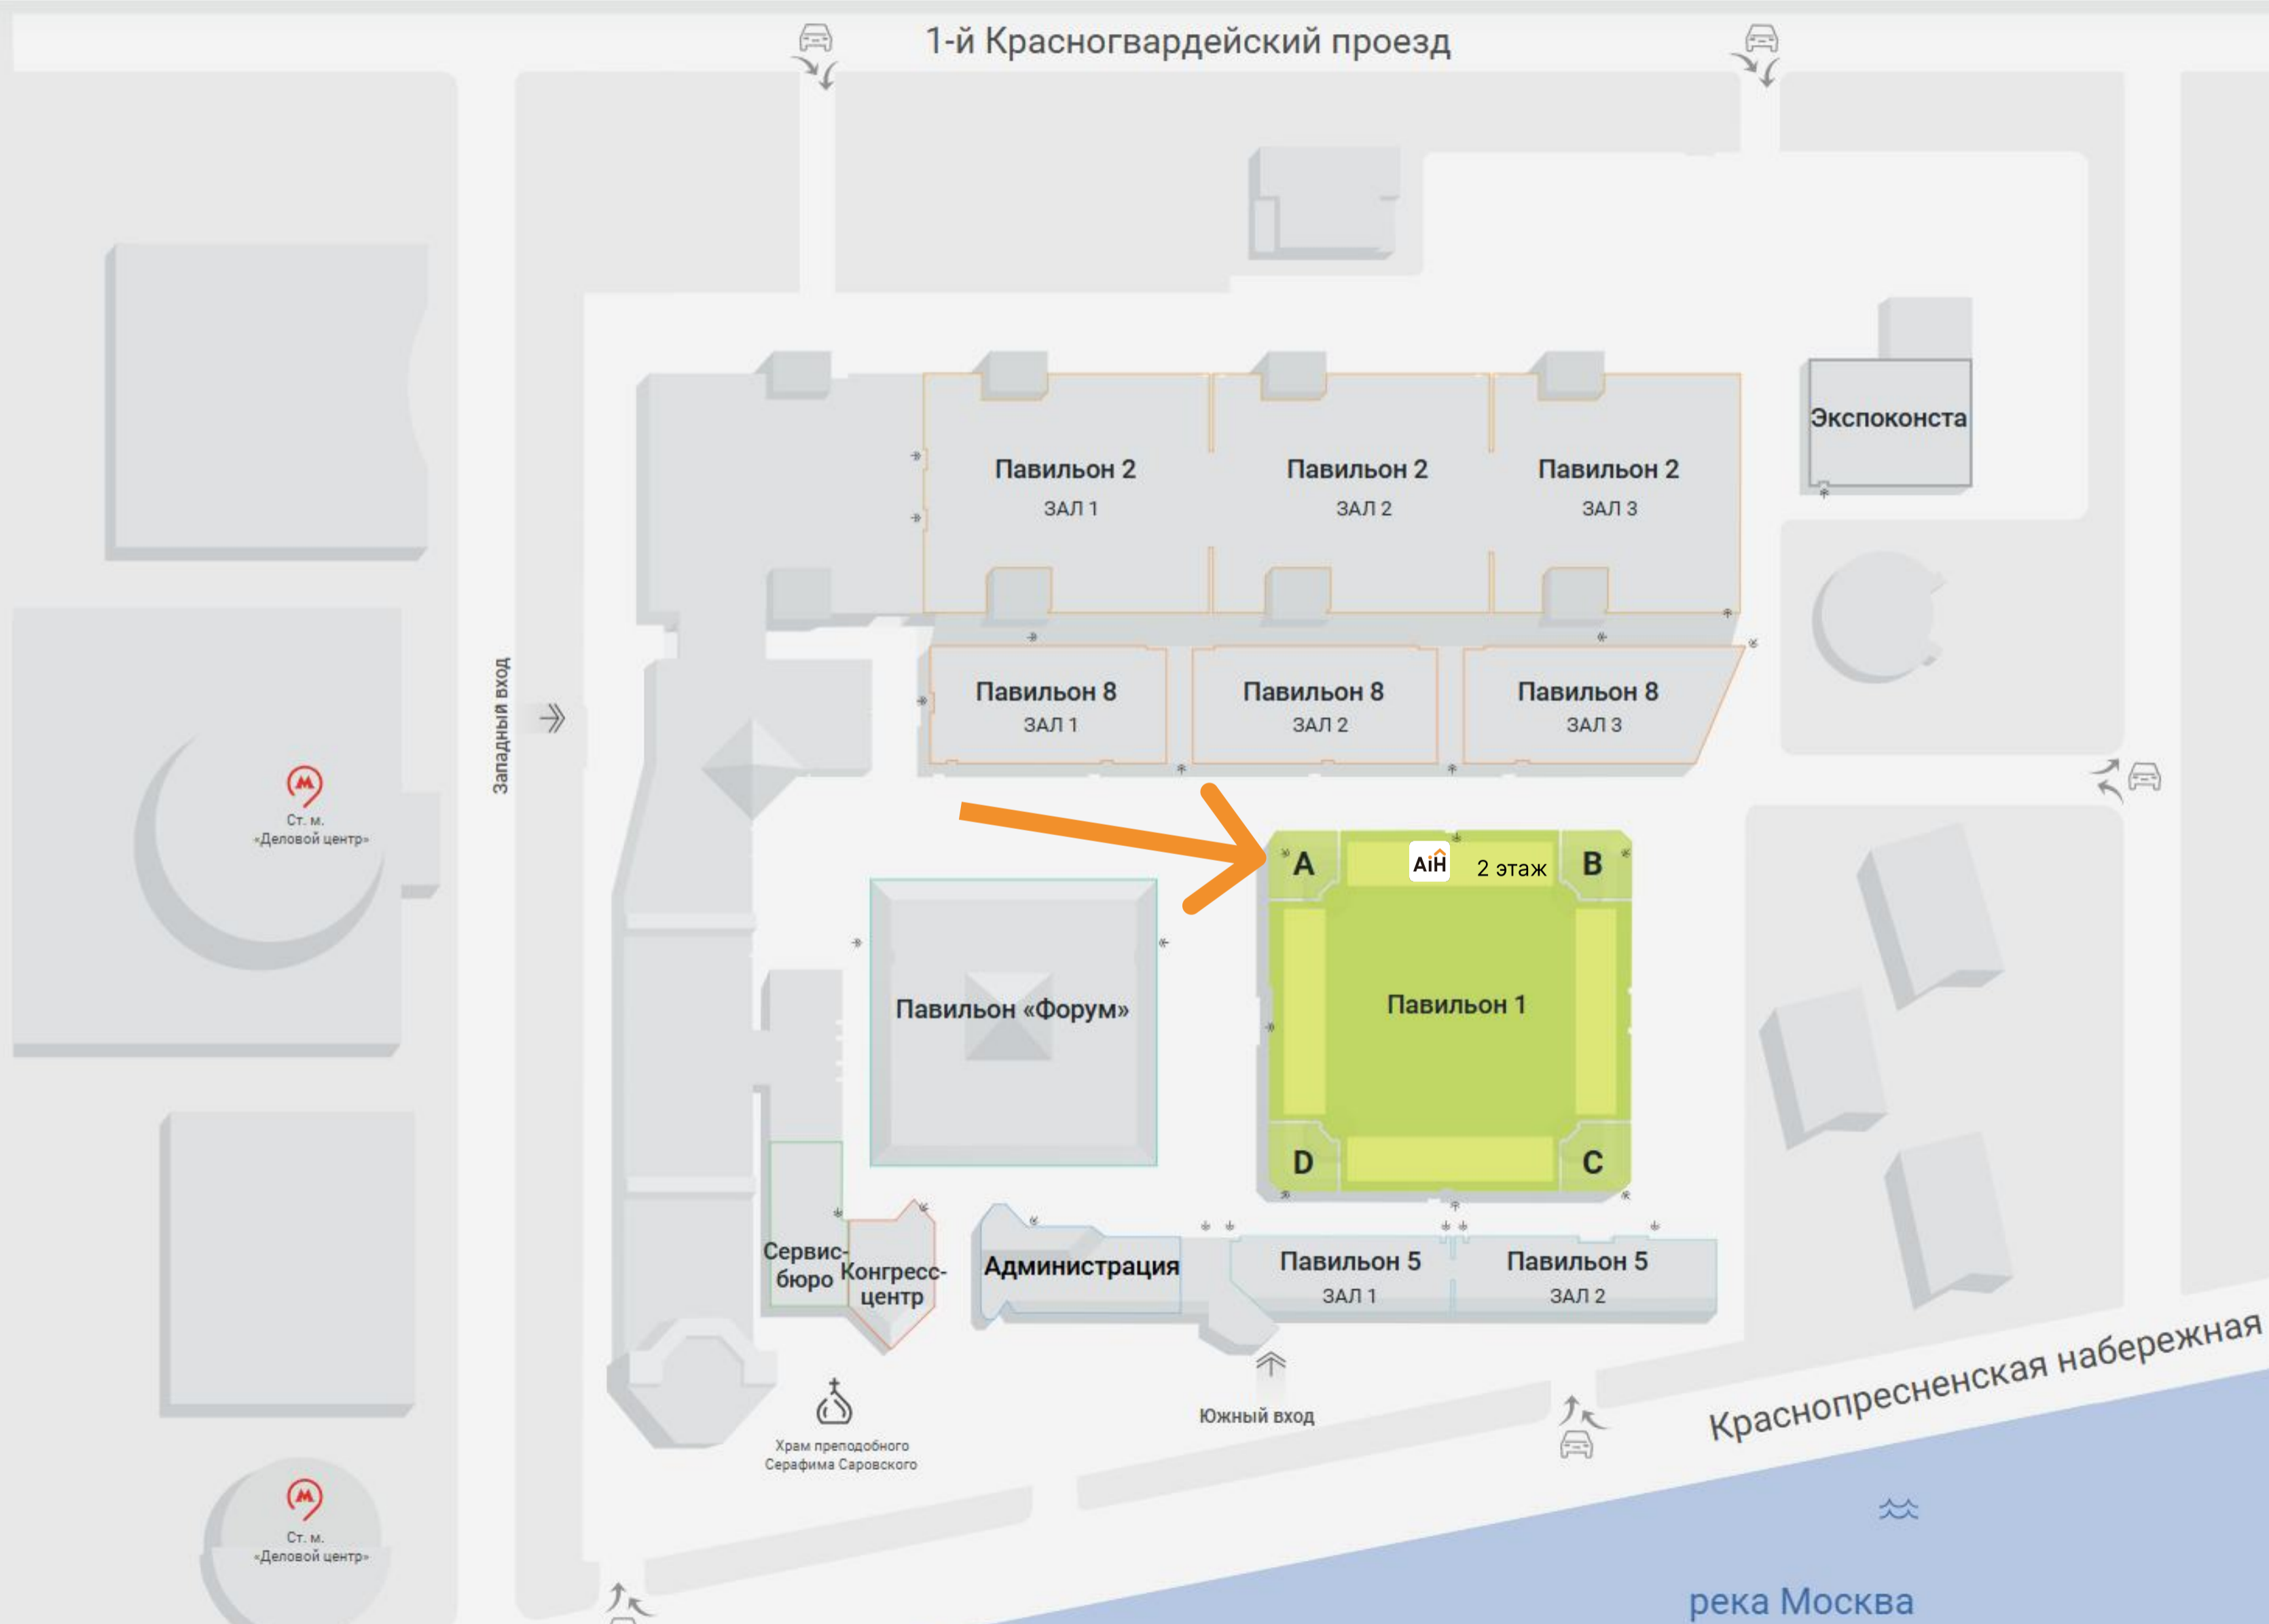 1-й Красногвардейский проезд
Экспоконста
Павильон 2
ЗАЛ 1
Павильон 2
ЗАЛ 2
Павильон 2
ЗАЛ 3
Западный вход
Павильон 8
ЗАЛ 1
Павильон 8
ЗАЛ 2
Павильон 8
ЗАЛ 3
Ст. м.
«Деловой центр»
A
AiH
2 этаж
B
Павильон «Форум»
Павильон 1
D
C
Сервис-
бюро
Конгресс-
центр
Администрация
Павильон 5
ЗАЛ 1
Павильон 5
ЗАЛ 2
Южный вход
Краснопресненская набережная
Храм преподобного
Серафима Саровского
Ст. м.
«Деловой центр»
река Москва